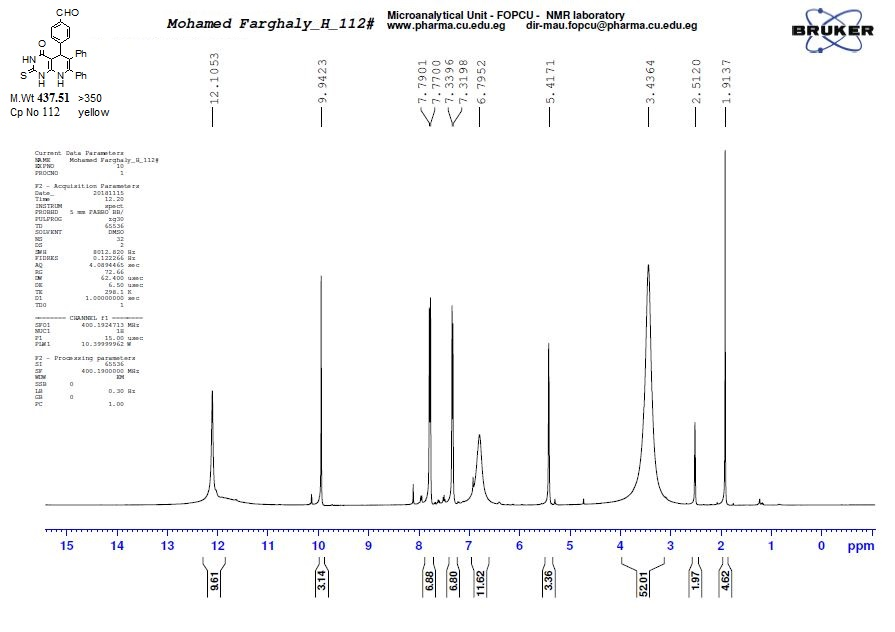 CHO
O
Ph
HN
S
N
H
N
H
Ph
M.Wt 437.51 >350
Cp No 112 yellow
Mohamed Farghaly_H_112#
Microanalytical Unit - FOPCU - NMR laboratory
www.pharma.cu.edu.eg dir-mau.fopcu@pharma.cu.edu.eg
BRUKER
12.1053
9.9423
7.7901
7.7700
7.3396
7.3198
6.7952
5.4171
3.4364
2.5120
1.9137
Current Data Parameters
NAME Mohamed Farghaly_H_112#
EXPNO 10
PROCNO 1
F2 - Acquisition Parameters
Date_ 20181115
Time 12.20
INSTRUM spect
PROBHD 5 mm PABBO BB/
PULPROG zg30
TD 65536
SOLVENT DMSO
NS 32
DS 2
SWH 8012.820 Hz
FIDRES 0.122266 Hz
AQ 4.0894465 sec
RG 72.66
DW 62.400 usec
DE 6.50 usec
TE 298.1 K
D1 1.00000000 sec
TD0 1
======== CHANNEL f1 ========
SFO1 400.1924713 MHz
NUC1 1H
P1 15.00 usec
PLW1 10.39999962 W
F2 - Processing parameters
SI 65536
SF 400.1900000 MHz
WDW EM
SSB 0
LB 0.30 Hz
GB 0
PC 1.00
15 14 13 12 11 10 9 8 7 6 5 4 3 2 1 0 ppm
9.61
3.14
6.88
6.80
11.62
3.36
52.01
1.97
4.62